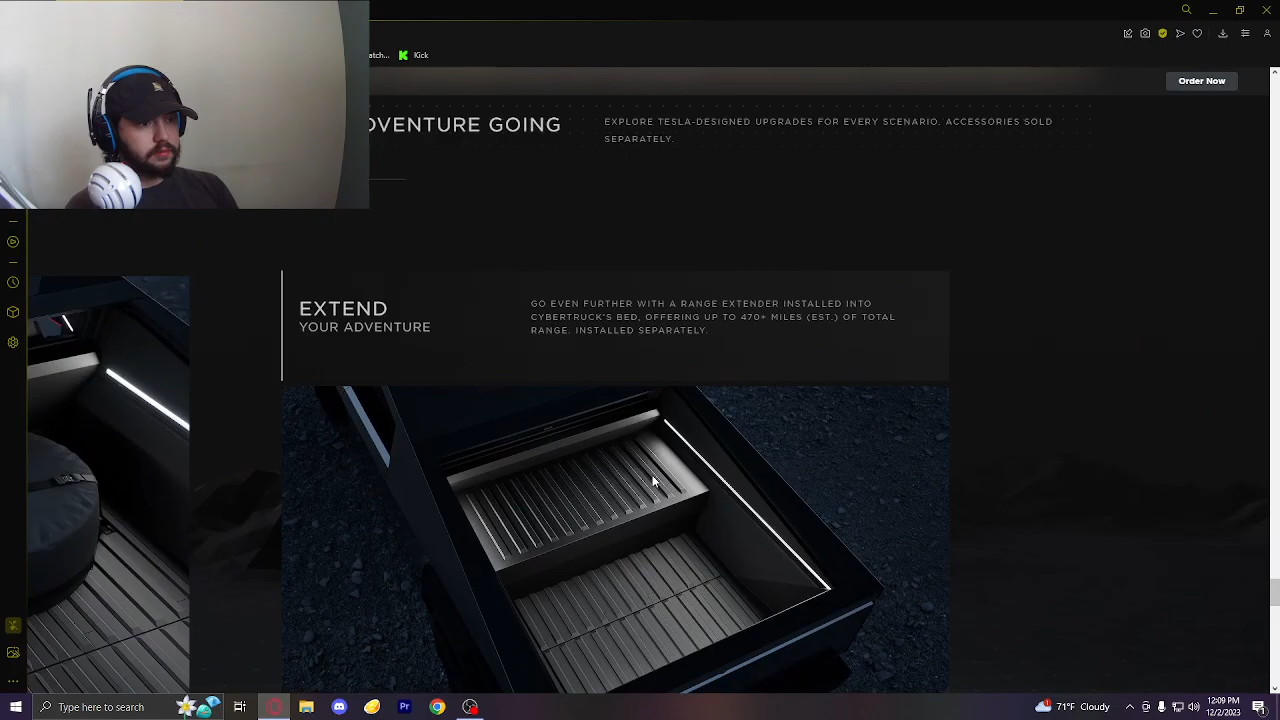 atch...
Kick
Order Now
DVENTURE GOING
EXPLORE TESLA-DESIGNED UPGRADES FOR EVERY SCENARIO. ACCESSORIES SOLD
SEPARATELY.
EXTEND
YOUR ADVENTURE
GO EVEN FURTHER WITH A RANGE EXTENDER INSTALLED INTO
CYBERTRUCK'S BED, OFFERING UP TO 470+ MILES (EST.) OF TOTAL
RANGE. INSTALLED SEPARATELY.
Type here to search
Pr
71°F Cloudy
12:09 PM
12/2/2023